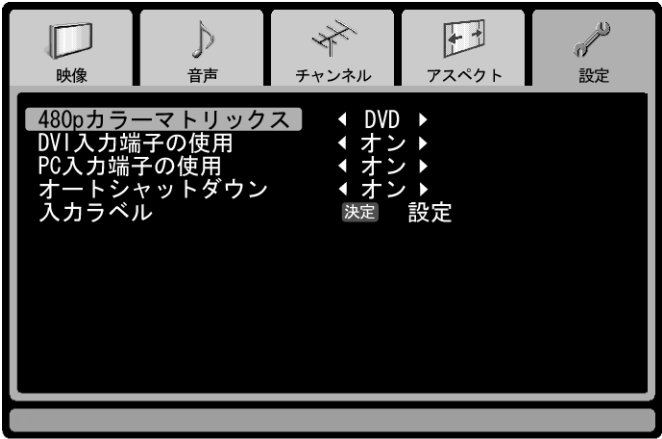 映像 音声 チャンネル アスペクト 設定
480pカラーマトリックス DVD
DVI入力端子の使用 オン
PC入力端子の使用 オン
オートシャットダウン オン
入力ラベル 決定 設定